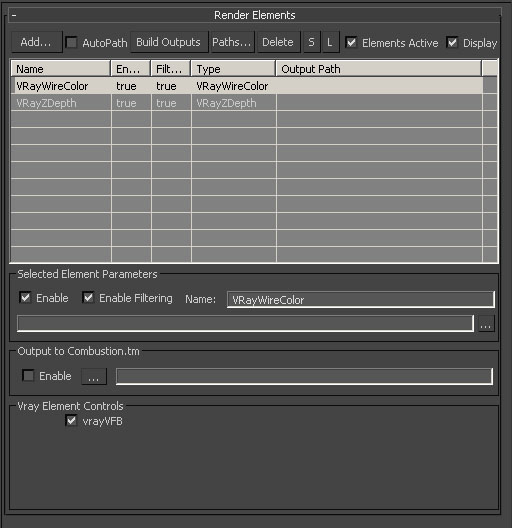 - Render Elements
Add... AutoPath Build Outputs Paths... Delete S L Elements Active Display
Name En... Filt... Type Output Path
VRayWireColor true true VRayWireColor
VRayZDepth true true VRayZDepth
Selected Element Parameters
Enable Enable Filtering Name: VRayWireColor
...
Output to Combustion.tm
Enable ...
Vray Element Controls
vrayVFB